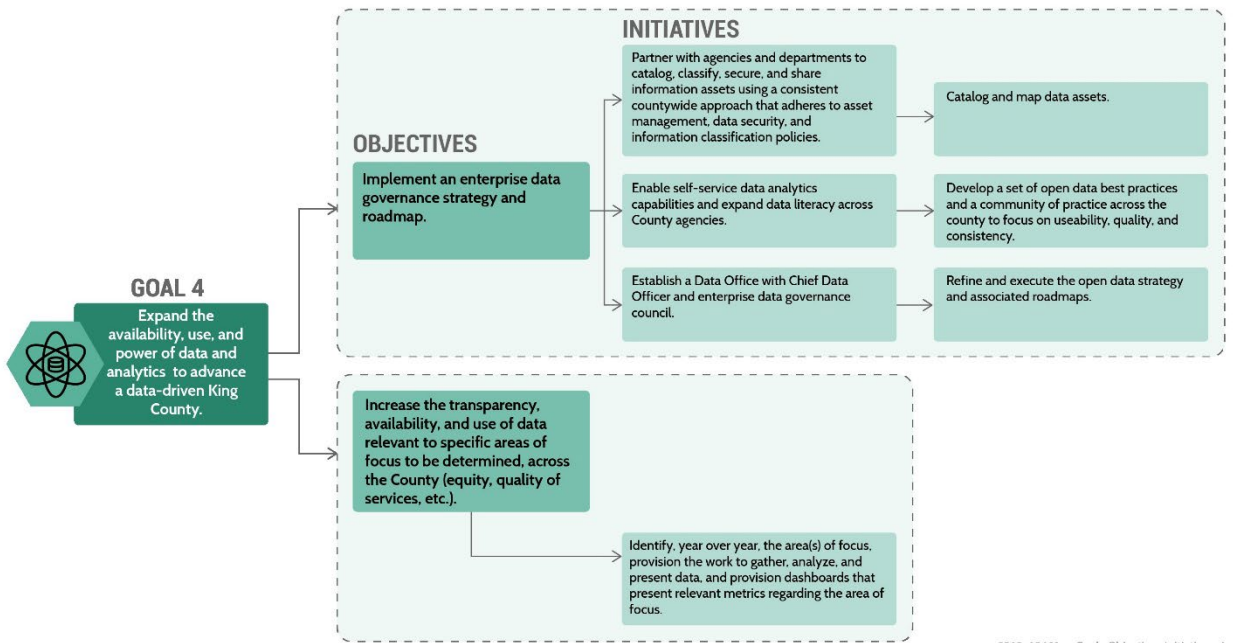 INITIATIVES
Partner with agencies and departments to
catalog, classify, secure, and share
information assets using a consistent
countywide approach that adheres to asset
management, data security, and
information classification policies.
Catalog and map data assets.
OBJECTIVES
Implement an enterprise data
governance strategy and
roadmap.
Enable self-service data analytics
capabilities and expand data literacy across
County agencies.
Develop a set of open data best practices
and a community of practice across the
county to focus on useability, quality, and
consistency.
Establish a Data Office with Chief Data
Officer and enterprise data governance
council.
Refine and execute the open data strategy
and associated roadmaps.
GOAL 4
Expand the
availability, use, and
power of data and
analytics to advance
a data-driven King
County.
Increase the transparency,
availability, and use of data
relevant to specific areas of
focus to be determined, across
the County (equity, quality of
services, etc.).
Identify, year over year, the area(s) of focus,
provision the work to gather, analyze, and
present data, and provision dashboards that
present relevant metrics regarding the area of
focus.